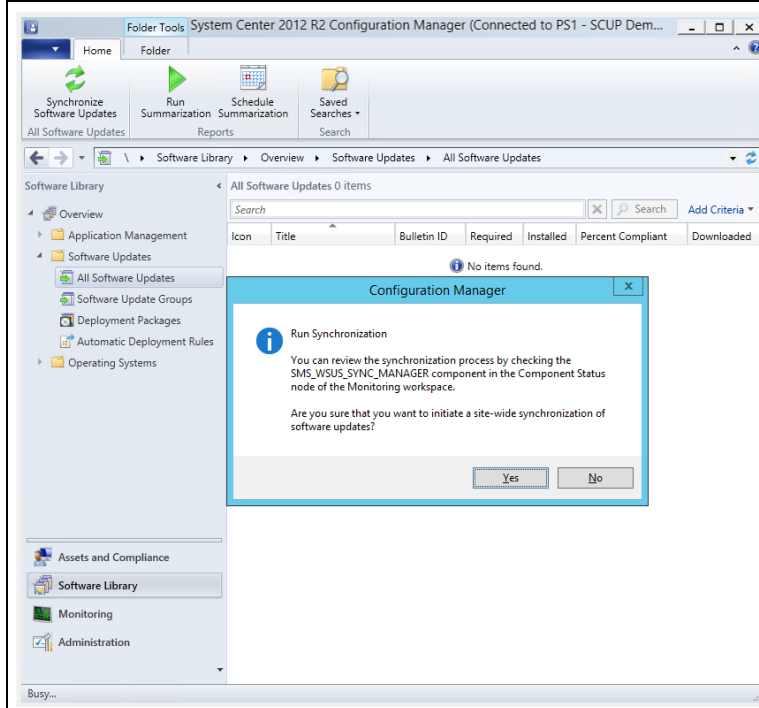 Folder Tools System Center 2012 R2 Configuration Manager (Connected to PS1 - SCUP Dem...
Home Folder
Synchronize Software Updates
Run Summarization
Schedule Summarization
Saved Searches
All Software Updates Reports Search
\ Software Library Overview Software Updates All Software Updates
Software Library
Overview
Application Management
Software Updates
All Software Updates
Software Update Groups
Deployment Packages
Automatic Deployment Rules
Operating Systems
All Software Updates 0 items
Search Search Add Criteria
Icon Title Bulletin ID Required Installed Percent Compliant Downloaded
No items found.
Configuration Manager
Run Synchronization
You can review the synchronization process by checking the
SMS_WSUS_SYNC_MANAGER component in the Component Status
node of the Monitoring workspace.
Are you sure that you want to initiate a site-wide synchronization of
software updates?
Yes No
Assets and Compliance
Software Library
Monitoring
Administration
Busy...